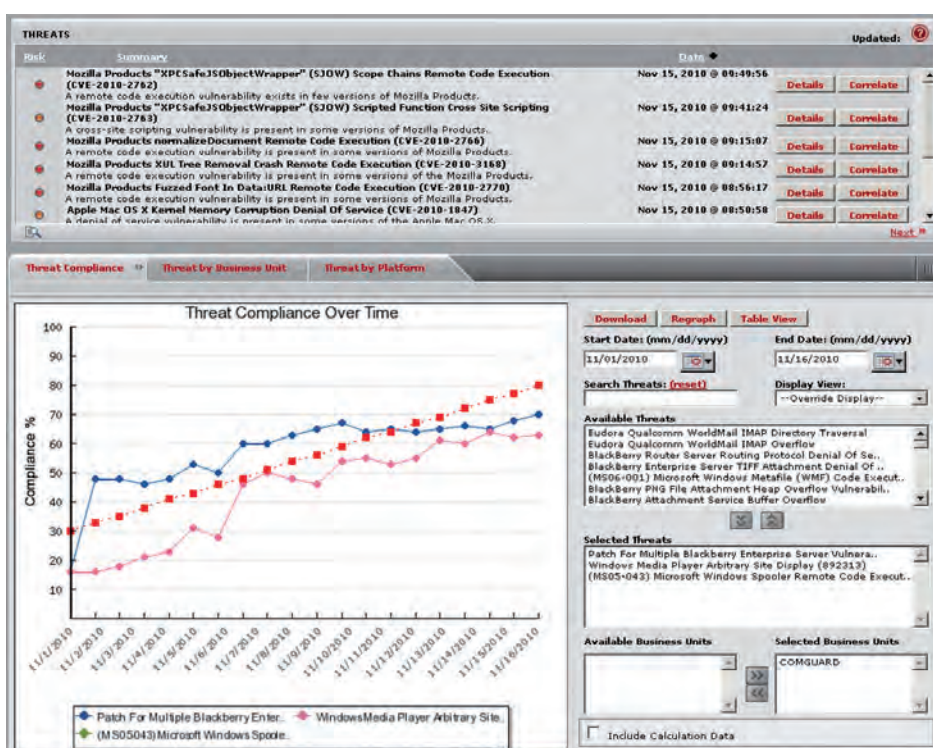 THREATS
Updated:
Risk Summary Date
Mozilla Products "XPCSafeJSObjectWrapper" (SJOW) Scope Chains Remote Code Execution Nov 15, 2010 @ 09:49:56
(CVE-2010-2762) Details Correlate
A remote code execution vulnerability exists in few versions of Mozilla Products.
Mozilla Products "XPCSafeJSObjectWrapper" (SJOW) Scripted Function Cross Site Scripting Nov 15, 2010 @ 09:41:24
(CVE-2010-2763) Details Correlate
A cross-site scripting vulnerability is present in some versions of Mozilla Products.
Mozilla Products normalizeDocument Remote Code Execution (CVE-2010-2766) Nov 15, 2010 @ 09:15:07
A remote code execution vulnerability is present in some versions of Mozilla Products. Details Correlate
Mozilla Products XUL Tree Removal Crash Remote Code Execution (CVE-2010-3168) Nov 15, 2010 @ 09:14:57
A remote code execution vulnerability is present in some versions of the Mozilla Products. Details Correlate
Mozilla Products Fuzzed Font In Data:URL Remote Code Execution (CVE-2010-2770) Nov 15, 2010 @ 08:56:17
A remote code execution vulnerability is present in some versions of Mozilla Products. Details Correlate
Apple Mac OS X Kernel Memory Corruption Denial Of Service (CVE-2010-1847) Nov 15, 2010 @ 08:50:58
A denial of service vulnerability is present in some versions of the Apple Mac OS X. Details Correlate
Next »
Threat Compliance Threat by Business Unit Threat by Platform
Threat Compliance Over Time
Compliance %
100
90
80
70
60
50
40
30
20
10
11/1/2010 11/2/2010 11/3/2010 11/4/2010 11/5/2010 11/6/2010 11/7/2010 11/8/2010 11/9/2010 11/10/2010 11/11/2010 11/12/2010 11/13/2010 11/14/2010 11/15/2010 11/16/2010
Patch For Multiple Blackberry Enter.. WindowsMedia Player Arbitrary Site..
(MS05043) Microsoft Windows Spoole..
Download Regraph Table View
Start Date: (mm/dd/yyyy) End Date: (mm/dd/yyyy)
11/01/2010 11/16/2010
Search Threats: (reset) Display View:
--Override Display--
Available Threats
Eudora Qualcomm WorldMail IMAP Directory Traversal
Eudora Qualcomm WorldMail IMAP Overflow
BlackBerry Router Server Routing Protocol Denial Of Se..
BlackBerry Enterprise Server TIFF Attachment Denial Of ..
(MS06-001) Microsoft Windows Metafile (WMF) Code Execut..
BlackBerry PNG File Attachment Heap Overflow Vulnerabil..
BlackBerry Attachment Service Buffer Overflow
Selected Threats
Patch For Multiple Blackberry Enterprise Server Vulnera..
Windows Media Player Arbitrary Site Display (892313)
(MS05-043) Microsoft Windows Spooler Remote Code Execut..
Available Business Units Selected Business Units
COMGUARD
Include Calculation Data